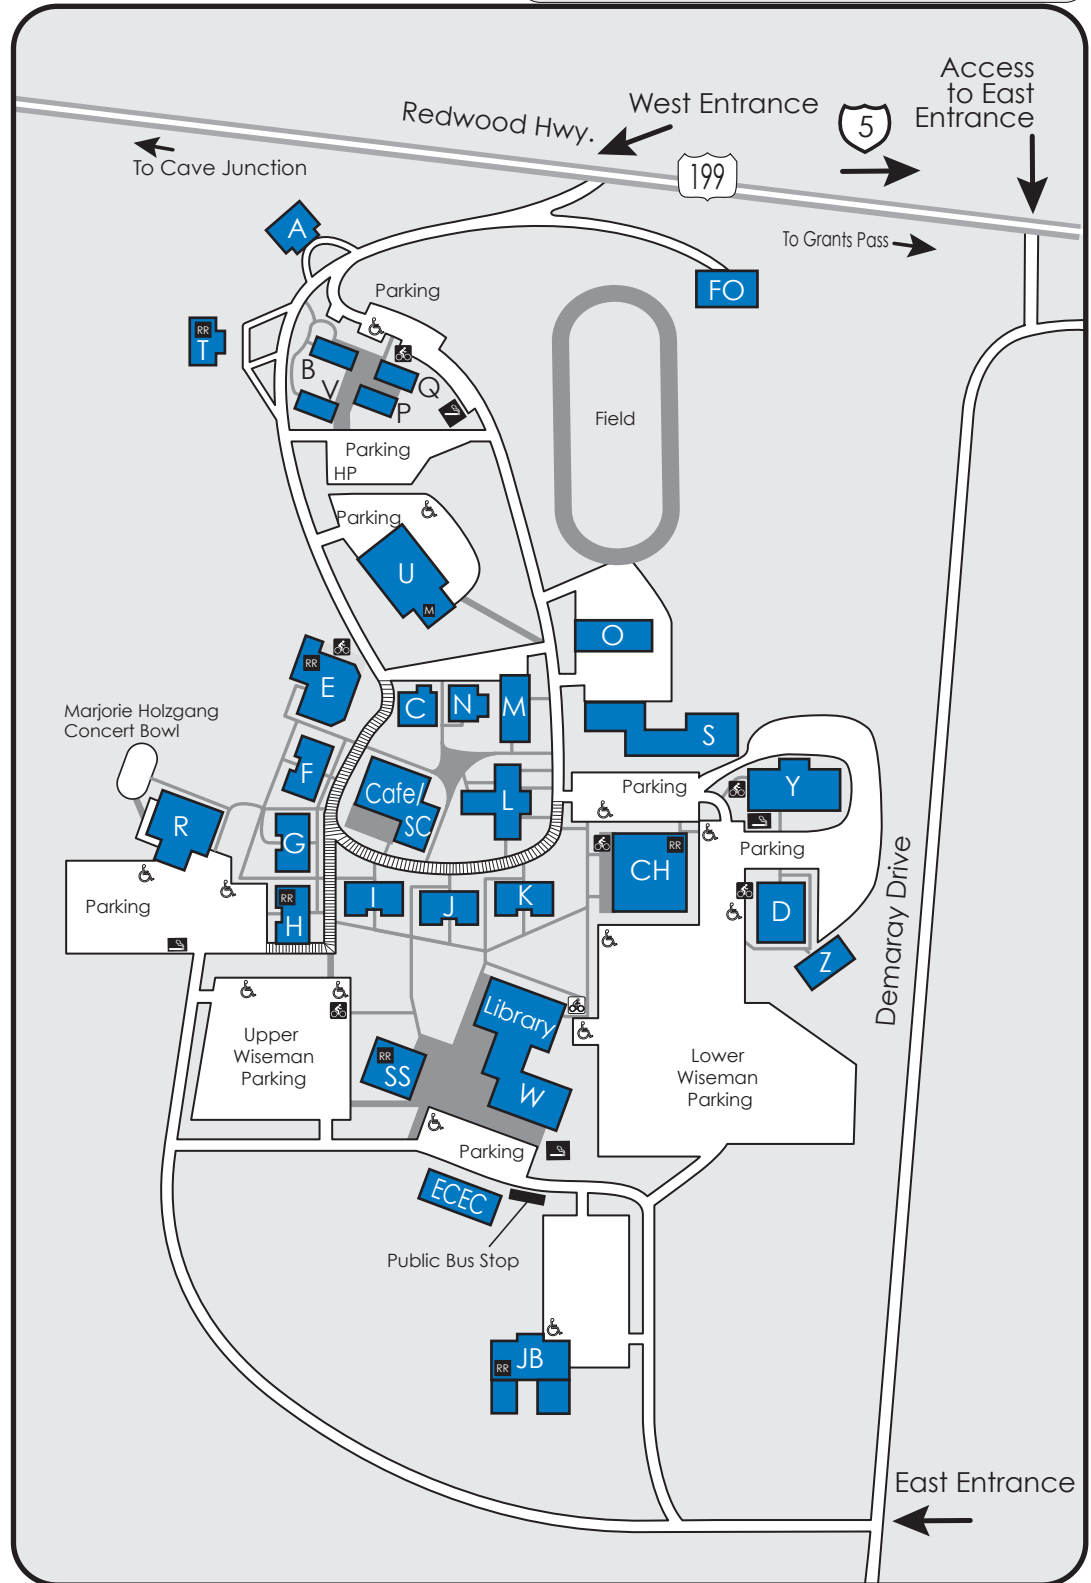 Access
to East
Entrance
West Entrance
Redwood Hwy.
5
199
To Cave Junction
To Grants Pass
A
FO
Parking
RR
T
B
Q
V
P
Field
Parking
HP
Parking
U
M
O
RR
E
C
N
M
S
Marjorie Holzgang
Concert Bowl
F
Cafe/
SC
L
Parking
Y
R
G
RR
CH
Parking
Parking
RR
H
I
J
K
D
Z
Demaray Drive
Library
Upper
Wiseman
Parking
RR
SS
W
Lower
Wiseman
Parking
Parking
ECEC
Public Bus Stop
JB
RR
East Entrance